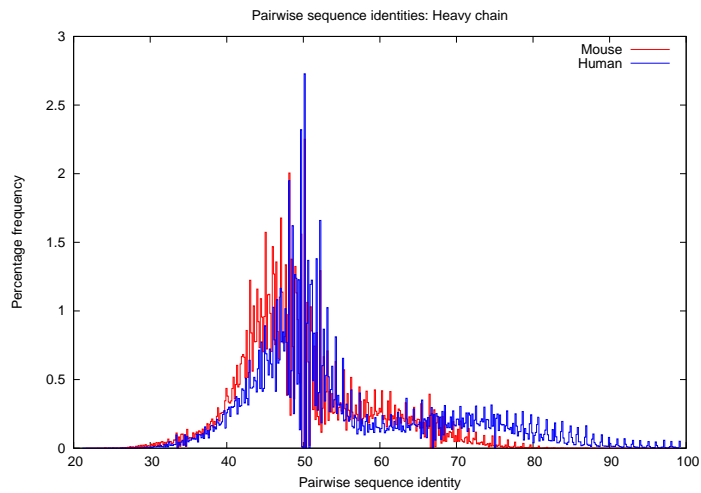 Pairwise sequence identities: Heavy chain
Mouse
Human
Percentage frequency
3
2.5
2
1.5
1
0.5
0
20 30 40 50 60 70 80 90 100
Pairwise sequence identity